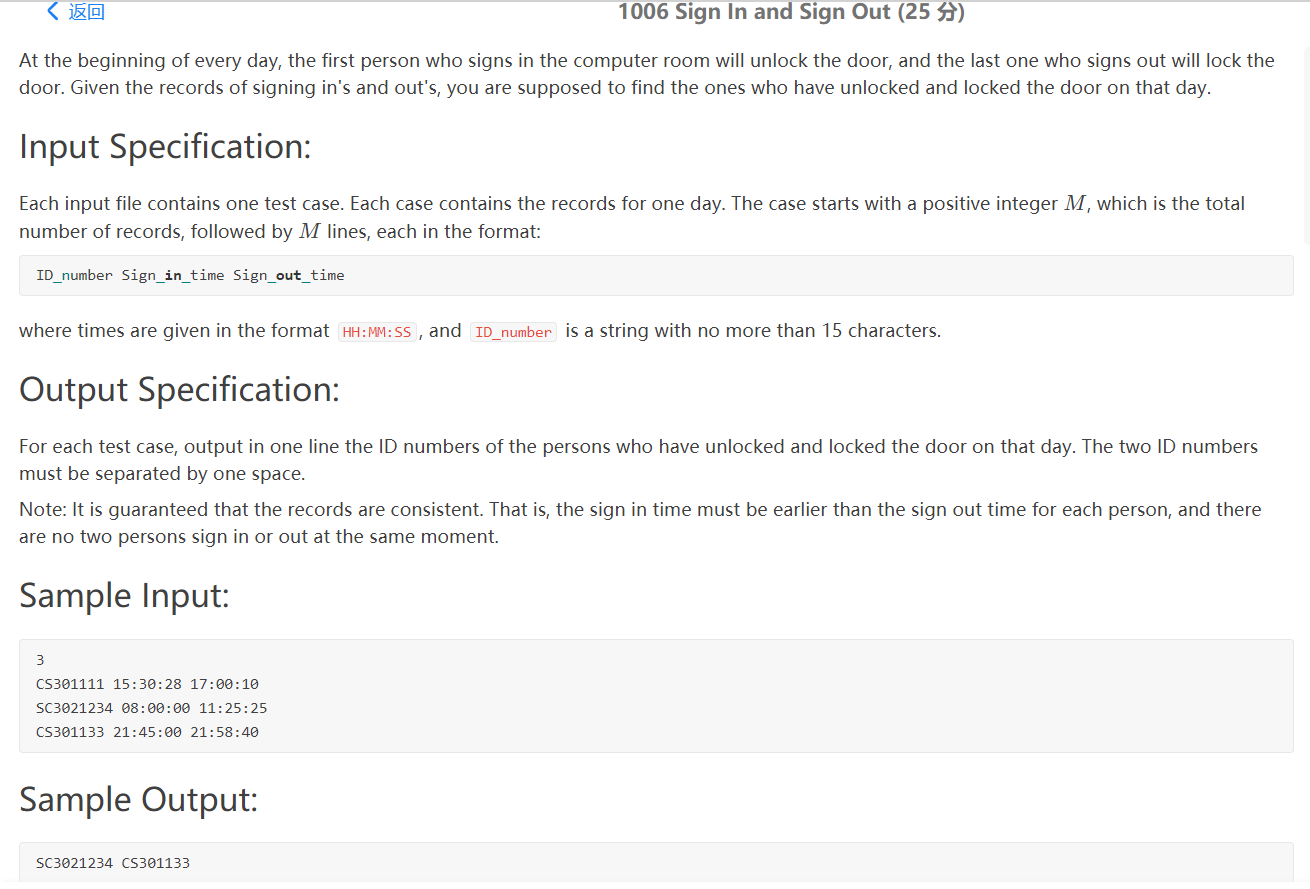 返回
1006 Sign In and Sign Out (25 分)
At the beginning of every day, the first person who signs in the computer room will unlock the door, and the last one who signs out will lock the
door. Given the records of signing in's and out's, you are supposed to find the ones who have unlocked and locked the door on that day.
Input Specification:
Each input file contains one test case. Each case contains the records for one day. The case starts with a positive integer M, which is the total
number of records, followed by M lines, each in the format:
ID_number Sign_in_time Sign_out_time
where times are given in the format HH:MM:SS, and ID_number is a string with no more than 15 characters.
Output Specification:
For each test case, output in one line the ID numbers of the persons who have unlocked and locked the door on that day. The two ID numbers
must be separated by one space.
Note: It is guaranteed that the records are consistent. That is, the sign in time must be earlier than the sign out time for each person, and there
are no two persons sign in or out at the same moment.
Sample Input:
3
CS301111 15:30:28 17:00:10
SC3021234 08:00:00 11:25:25
CS301133 21:45:00 21:58:40
Sample Output:
SC3021234 CS301133